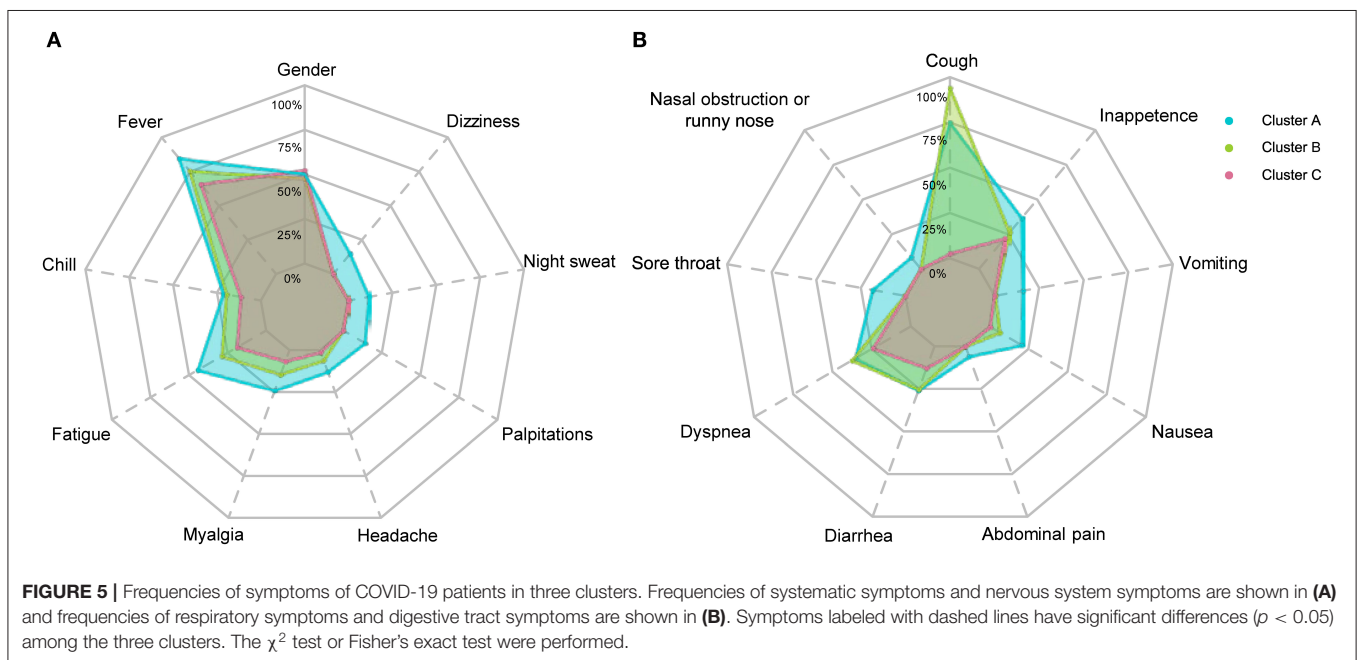 A
Gender
100%
75%
50%
25%
0%
Dizziness
Night sweat
Palpitations
Headache
Myalgia
Fatigue
Chill
Fever
B
Cough
100%
75%
50%
25%
0%
Inappetence
Vomiting
Nausea
Abdominal pain
Diarrhea
Dyspnea
Sore throat
Nasal obstruction or
runny nose
Cluster A
Cluster B
Cluster C
FIGURE 5 | Frequencies of symptoms of COVID-19 patients in three clusters. Frequencies of systematic symptoms and nervous system symptoms are shown in (A)
and frequencies of respiratory symptoms and digestive tract symptoms are shown in (B). Symptoms labeled with dashed lines have significant differences (p < 0.05)
among the three clusters. The χ² test or Fisher's exact test were performed.